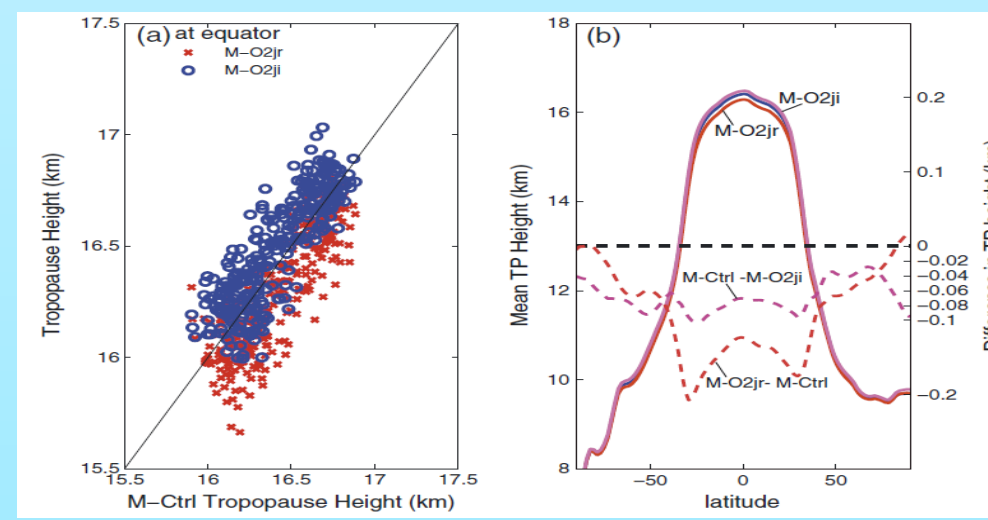 (a) at equator
M-O2jr
M-O2ji
17.5
17
16.5
16
15.5
Tropopause Height (km)
15.5
16
16.5
17
17.5
M-Ctrl Tropopause Height (km)
(b)
18
16
14
12
10
8
Mean TP Height (km)
M-O2ji
M-O2jr
M-Ctrl -M-O2ji
M-O2jr- M-Ctrl
0.2
0.1
0
-0.02
-0.04
-0.06
-0.08
-0.1
-0.2
-50
0
50
latitude